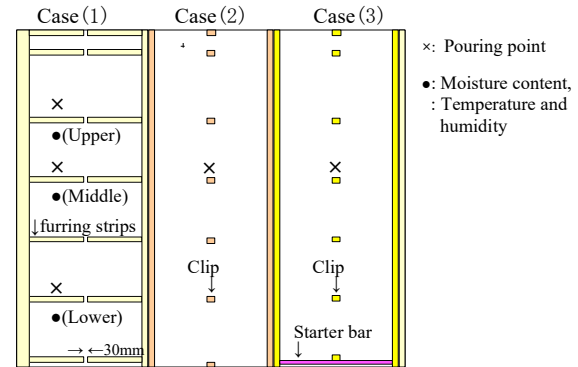 Case(1)
Case(2)
Case(3)
×: Pouring point
●: Moisture content,
: Temperature and
humidity
×
●(Upper)
×
×
×
●(Middle)
↓furring strips
Clip
↓
Clip
↓
×
●(Lower)
Starter bar
↓
→ ←30mm